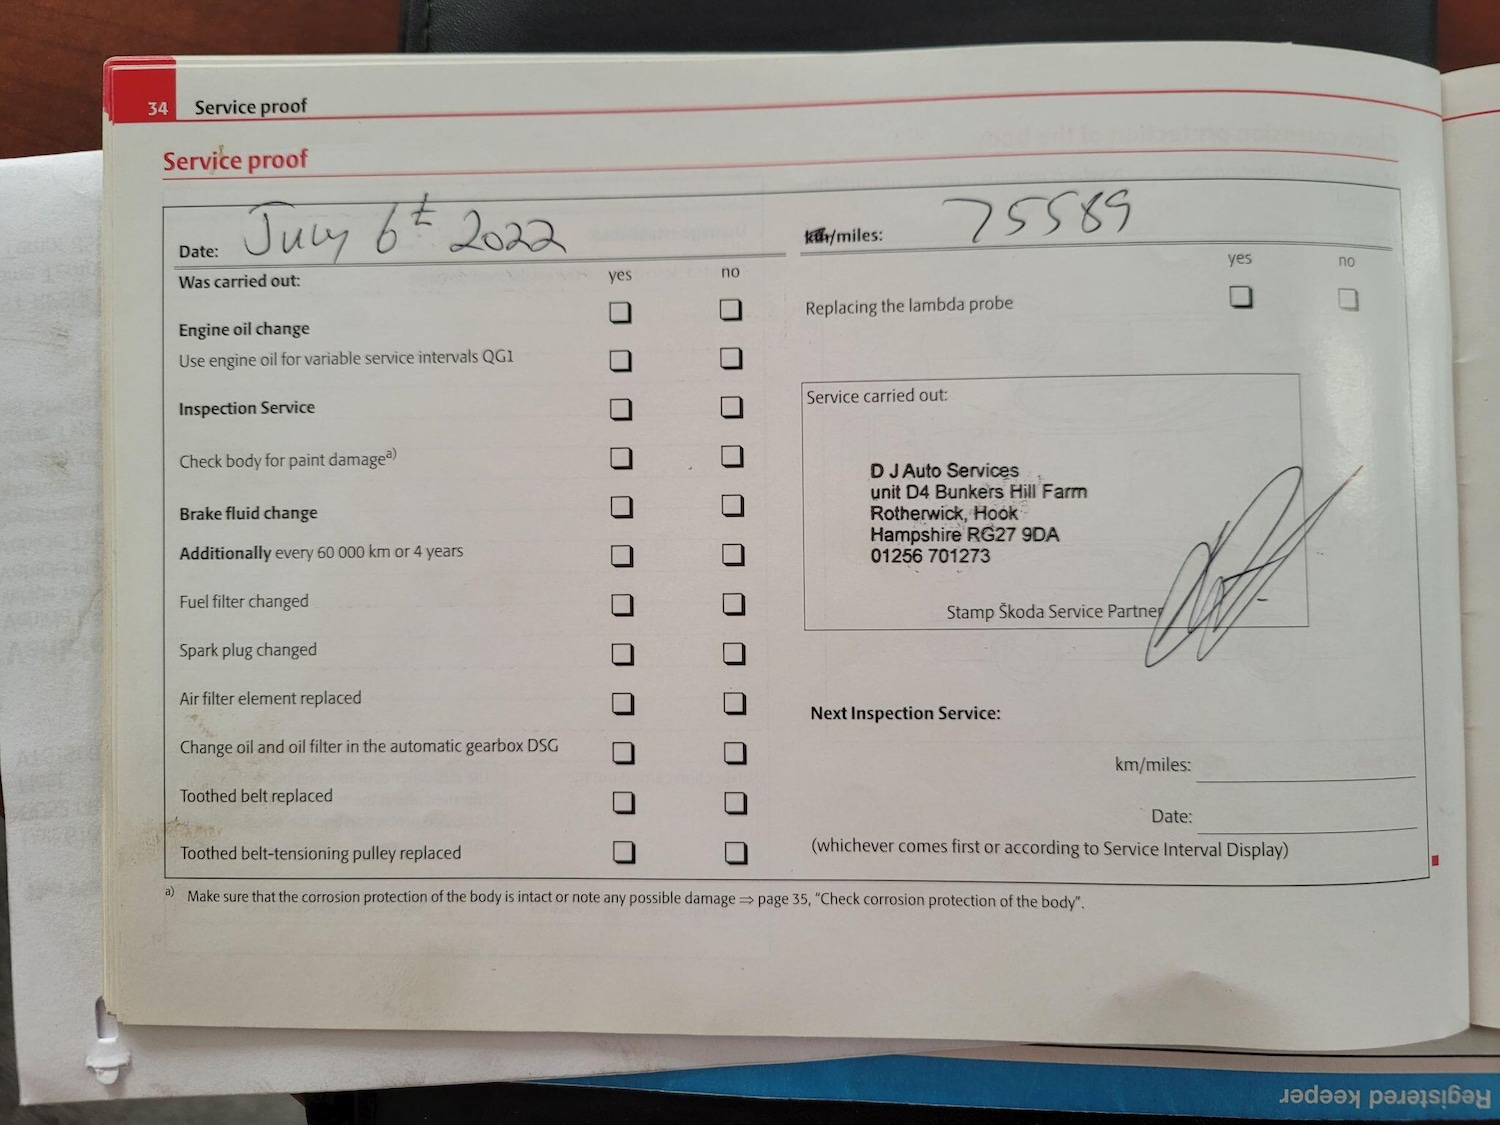 34 Service proof
Service proof
Date: July 6th 2022
km/miles: 75589
Was carried out: yes no
Engine oil change
Use engine oil for variable service intervals QG1
Inspection Service
Check body for paint damage a)
Brake fluid change
Additionally every 60 000 km or 4 years
Fuel filter changed
Spark plug changed
Air filter element replaced
Change oil and oil filter in the automatic gearbox DSG
Toothed belt replaced
Toothed belt-tensioning pulley replaced
yes no
Replacing the lambda probe
Service carried out:
D J Auto Services
unit D4 Bunkers Hill Farm
Rotherwick, Hook
Hampshire RG27 9DA
01256 701273
Stamp Škoda Service Partner
Next Inspection Service:
km/miles:
Date:
(whichever comes first or according to Service Interval Display)
a) Make sure that the corrosion protection of the body is intact or note any possible damage ⇒ page 35, "Check corrosion protection of the body".
Registered keeper